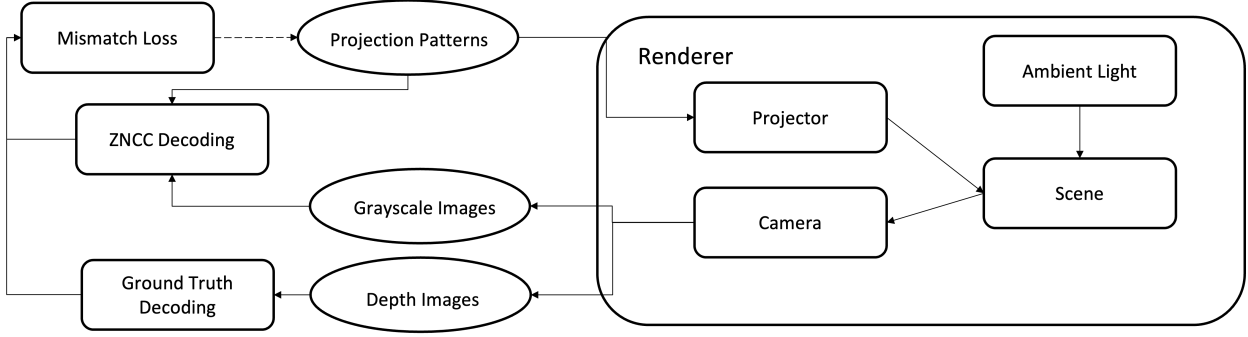 Mismatch Loss
Projection Patterns
Renderer
Ambient Light
Projector
ZNCC Decoding
Grayscale Images
Camera
Scene
Ground Truth
Decoding
Depth Images